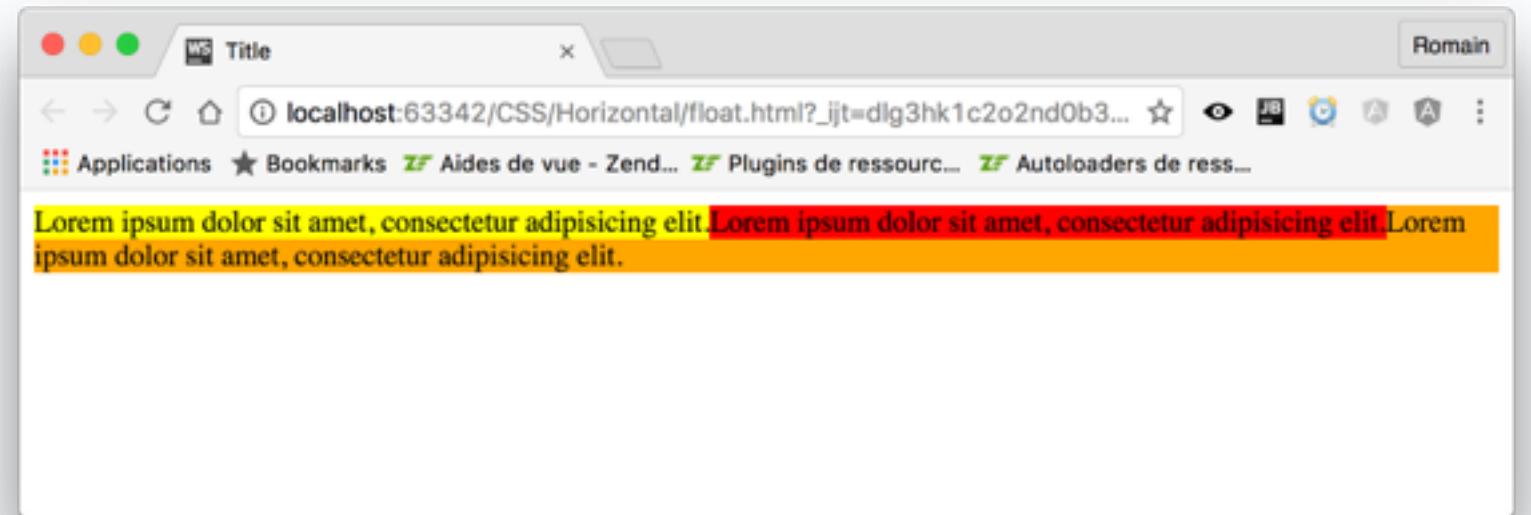 WS Title × Romain
localhost:63342/CSS/Horizontal/float.html?_ijt=dlg3hk1c2o2nd0b3... JB A A
Applications Bookmarks ZF Aides de vue - Zend... ZF Plugins de ressourc... ZF Autoloaders de ress...
Lorem ipsum dolor sit amet, consectetur adipisicing elit.Lorem ipsum dolor sit amet, consectetur adipisicing elit.Lorem
ipsum dolor sit amet, consectetur adipisicing elit.